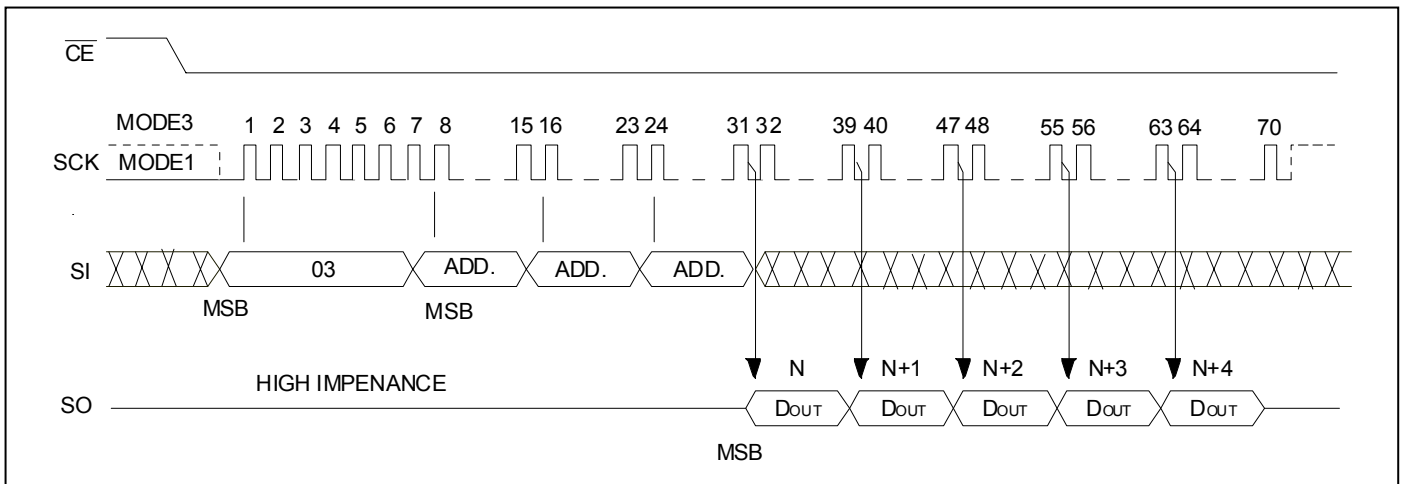 CE
MODE3
1 2 3 4 5 6 7 8 15 16 23 24 31 32 39 40 47 48 55 56 63 64 70
SCK MODE1
SI 03 ADD. ADD. ADD.
MSB MSB
N N+1 N+2 N+3 N+4
HIGH IMPENANCE
SO DOUT DOUT DOUT DOUT DOUT
MSB